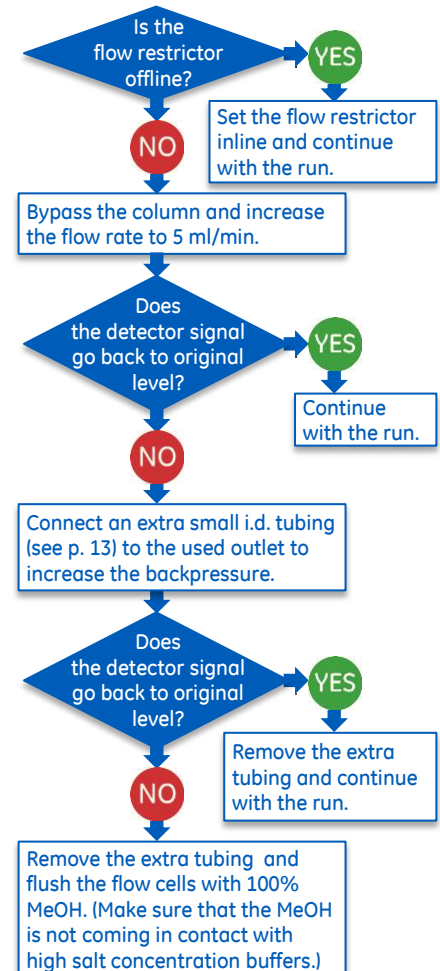 Is the
flow restrictor
offline?
YES
Set the flow restrictor
inline and continue
with the run.
NO
Bypass the column and increase
the flow rate to 5 ml/min.
Does
the detector signal
go back to original
level?
YES
Continue
with the run.
NO
Connect an extra small i.d. tubing
(see p. 13) to the used outlet to
increase the backpressure.
Does
the detector signal
go back to original
level?
YES
Remove the extra
tubing and continue
with the run.
NO
Remove the extra tubing and
flush the flow cells with 100%
MeOH. (Make sure that the MeOH
is not coming in contact with
high salt concentration buffers.)